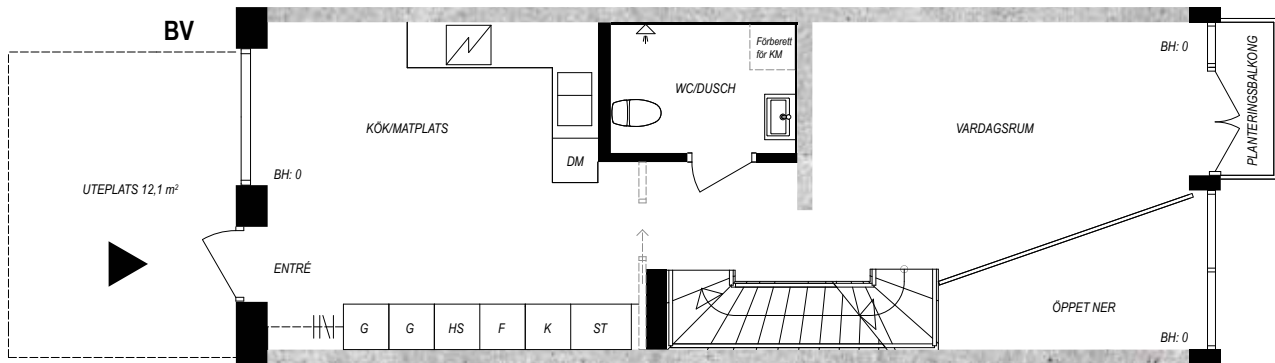 BV
BH: 0
Förberett
för KM
PLANTERINGSBALKONG
WC/DUSCH
KÖK/MATPLATS
VARDAGSRUM
DM
BH: 0
UTEPLATS 12,1 m²
ENTRÉ
ÖPPET NER
G
G
HS
F
K
ST
BH: 0